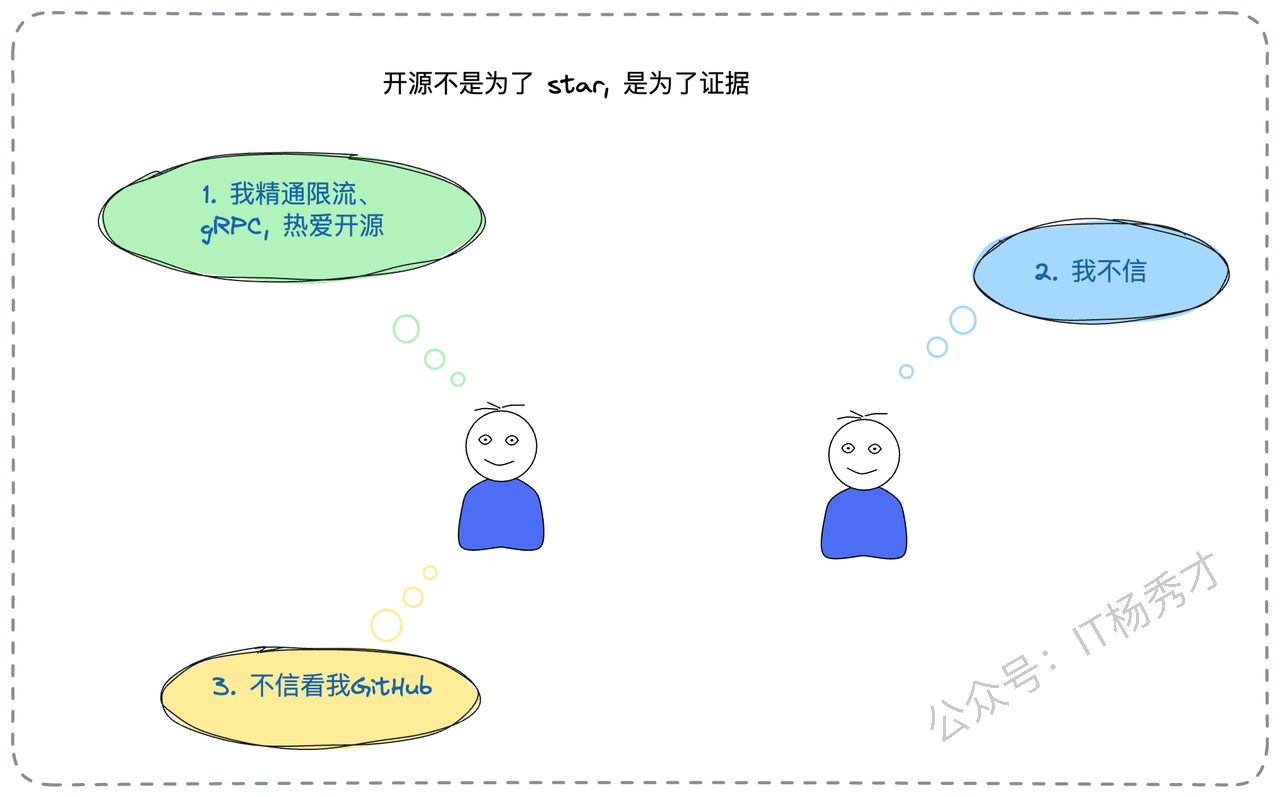 开源不是为了 star, 是为了证据
1. 我精通限流、
gRPC, 热爱开源
2. 我不信
3. 不信看我GitHub
公众号：IT杨秀才